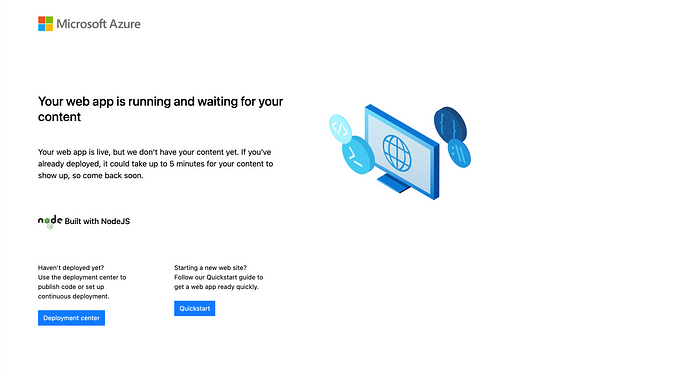 Microsoft Azure
Your web app is running and waiting for your
content
Your web app is live, but we don't have your content yet. If you've
already deployed, it could take up to 5 minutes for your content to
show up, so come back soon.
node Built with NodeJS
Haven't deployed yet?
Use the deployment center to
publish code or set up
continuous deployment.
Deployment center
Starting a new web site?
Follow our Quickstart guide to
get a web app ready quickly.
Quickstart